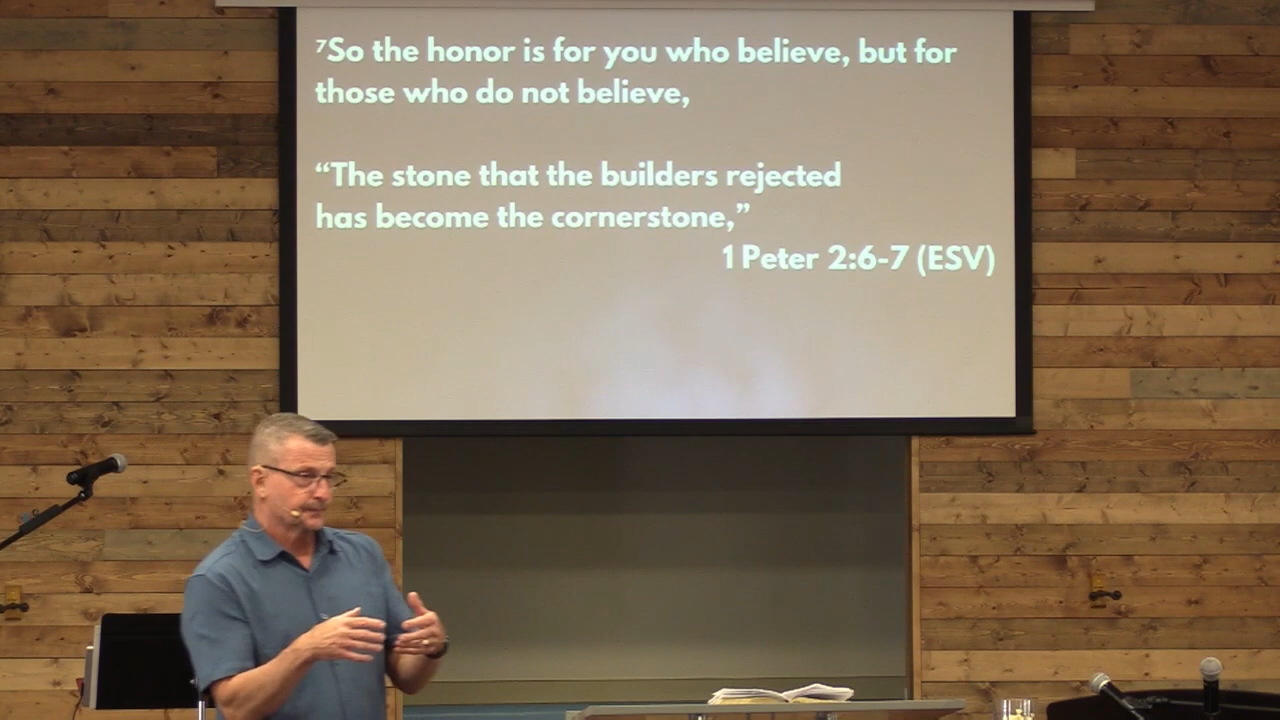 ⁷So the honor is for you who believe, but for
those who do not believe,
“The stone that the builders rejected
has become the cornerstone,”
1 Peter 2:6-7 (ESV)